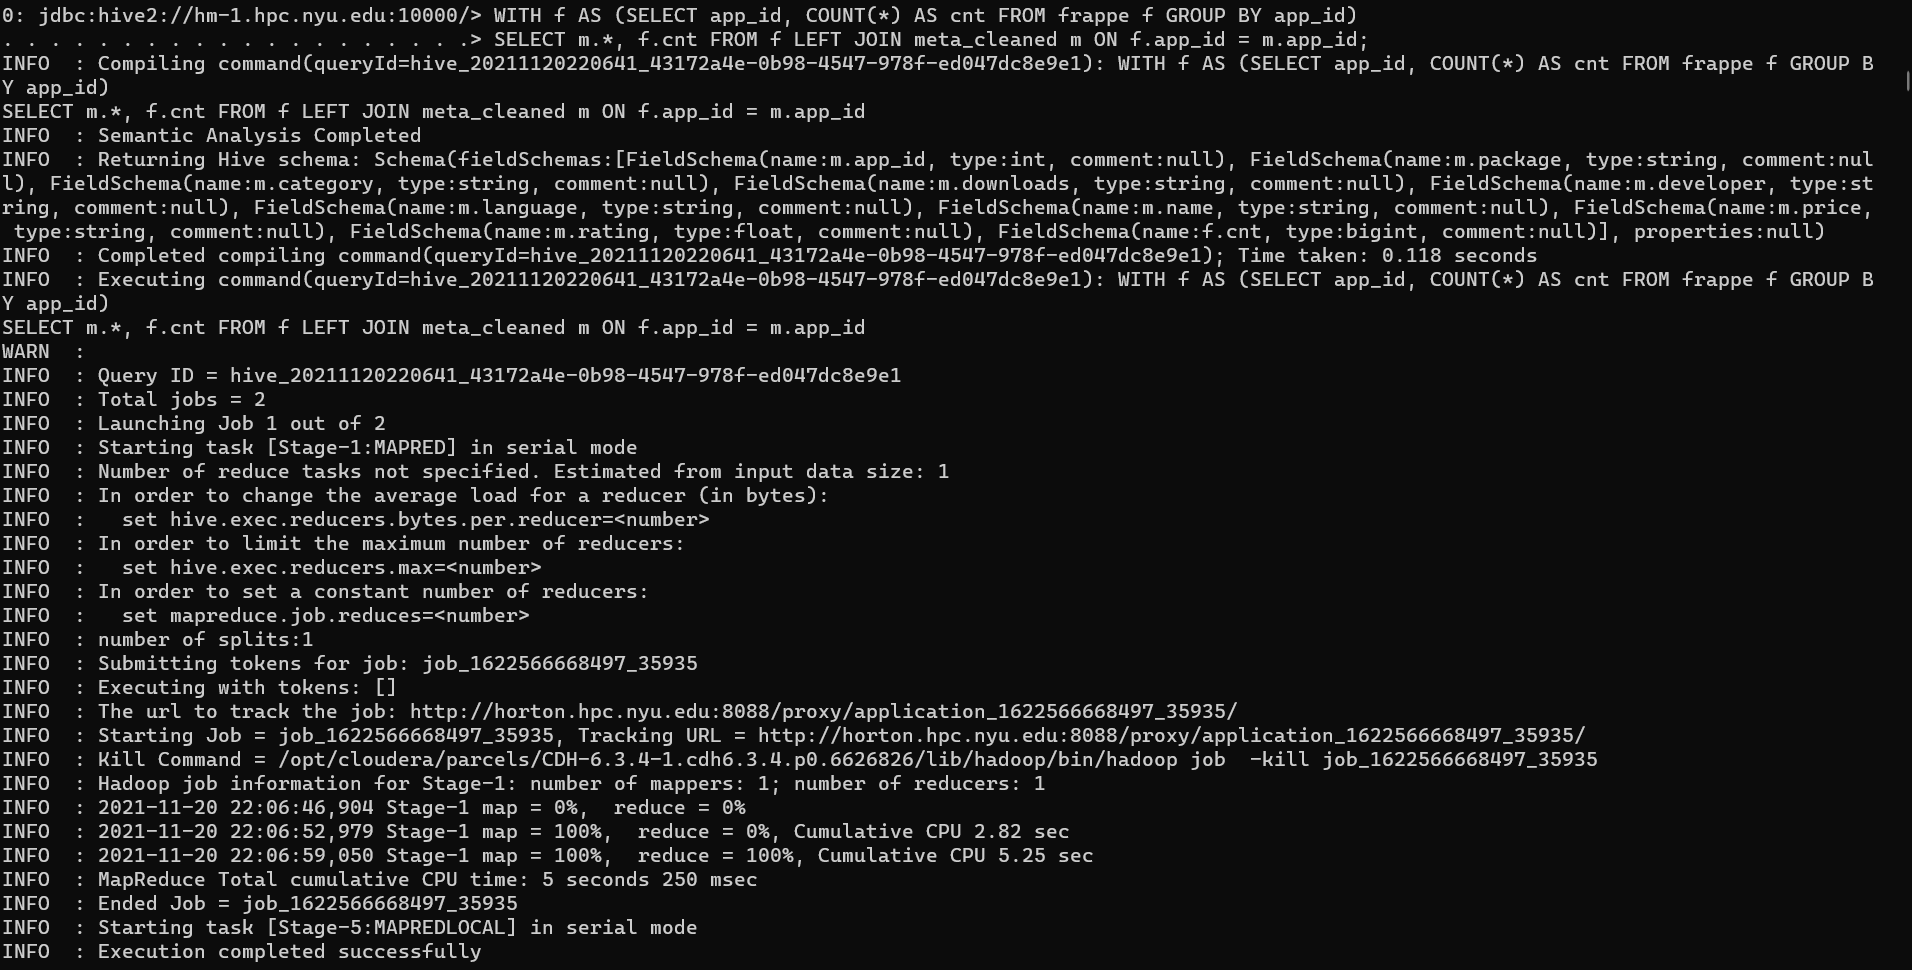 0: jdbc:hive2://hm-1.hpc.nyu.edu:10000/> WITH f AS (SELECT app_id, COUNT(*) AS cnt FROM frappe f GROUP BY app_id)
. . . . . . . . . . . . . . . . . . . .> SELECT m.*, f.cnt FROM f LEFT JOIN meta_cleaned m ON f.app_id = m.app_id;
INFO  : Compiling command(queryId=hive_20211120220641_43172a4e-0b98-4547-978f-ed047dc8e9e1): WITH f AS (SELECT app_id, COUNT(*) AS cnt FROM frappe f GROUP B
Y app_id)
SELECT m.*, f.cnt FROM f LEFT JOIN meta_cleaned m ON f.app_id = m.app_id
INFO  : Semantic Analysis Completed
INFO  : Returning Hive schema: Schema(fieldSchemas:[FieldSchema(name:m.app_id, type:int, comment:null), FieldSchema(name:m.package, type:string, comment:nul
l), FieldSchema(name:m.category, type:string, comment:null), FieldSchema(name:m.downloads, type:string, comment:null), FieldSchema(name:m.developer, type:st
ring, comment:null), FieldSchema(name:m.language, type:string, comment:null), FieldSchema(name:m.name, type:string, comment:null), FieldSchema(name:m.price,
 type:string, comment:null), FieldSchema(name:m.rating, type:float, comment:null), FieldSchema(name:f.cnt, type:bigint, comment:null)], properties:null)
INFO  : Completed compiling command(queryId=hive_20211120220641_43172a4e-0b98-4547-978f-ed047dc8e9e1); Time taken: 0.118 seconds
INFO  : Executing command(queryId=hive_20211120220641_43172a4e-0b98-4547-978f-ed047dc8e9e1): WITH f AS (SELECT app_id, COUNT(*) AS cnt FROM frappe f GROUP B
Y app_id)
SELECT m.*, f.cnt FROM f LEFT JOIN meta_cleaned m ON f.app_id = m.app_id
WARN  :
INFO  : Query ID = hive_20211120220641_43172a4e-0b98-4547-978f-ed047dc8e9e1
INFO  : Total jobs = 2
INFO  : Launching Job 1 out of 2
INFO  : Starting task [Stage-1:MAPRED] in serial mode
INFO  : Number of reduce tasks not specified. Estimated from input data size: 1
INFO  : In order to change the average load for a reducer (in bytes):
INFO  :   set hive.exec.reducers.bytes.per.reducer=<number>
INFO  : In order to limit the maximum number of reducers:
INFO  :   set hive.exec.reducers.max=<number>
INFO  : In order to set a constant number of reducers:
INFO  :   set mapreduce.job.reduces=<number>
INFO  : number of splits:1
INFO  : Submitting tokens for job: job_1622566668497_35935
INFO  : Executing with tokens: []
INFO  : The url to track the job: http://horton.hpc.nyu.edu:8088/proxy/application_1622566668497_35935/
INFO  : Starting Job = job_1622566668497_35935, Tracking URL = http://horton.hpc.nyu.edu:8088/proxy/application_1622566668497_35935/
INFO  : Kill Command = /opt/cloudera/parcels/CDH-6.3.4-1.cdh6.3.4.p0.6626826/lib/hadoop/bin/hadoop job  -kill job_1622566668497_35935
INFO  : Hadoop job information for Stage-1: number of mappers: 1; number of reducers: 1
INFO  : 2021-11-20 22:06:46,904 Stage-1 map = 0%,  reduce = 0%
INFO  : 2021-11-20 22:06:52,979 Stage-1 map = 100%,  reduce = 0%, Cumulative CPU 2.82 sec
INFO  : 2021-11-20 22:06:59,050 Stage-1 map = 100%,  reduce = 100%, Cumulative CPU 5.25 sec
INFO  : MapReduce Total cumulative CPU time: 5 seconds 250 msec
INFO  : Ended Job = job_1622566668497_35935
INFO  : Starting task [Stage-5:MAPREDLOCAL] in serial mode
INFO  : Execution completed successfully